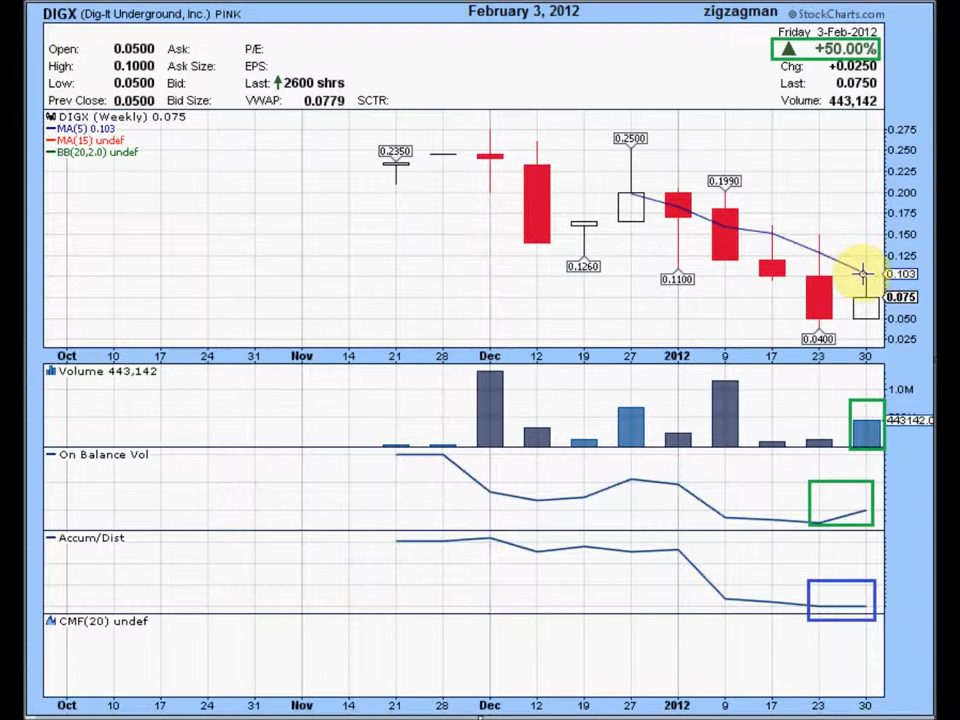 DIGX (Dig-It Underground, Inc.) PINK February 3, 2012 zigzagman @StockCharts.com
Friday 3-Feb-2012
Open: 0.0500 Ask: P/E: ▲ +50.00%
High: 0.1000 Ask Size: EPS: Chg: +0.0250
Low: 0.0500 Bid: Last: 2600 shrs Last: 0.0750
Prev Close: 0.0500 Bid Size: VWAP: 0.0779 SCTR: Volume: 443,142
DIGX (Weekly) 0.075
MA(5) 0.103
MA(15) undef
BB(20,2.0) undef
0.275
0.2500
0.250
0.2350
0.225
0.1990
0.200
0.175
0.150
0.1260
0.125
0.1100
0.103
0.075
0.050
0.0400
0.025
Oct 10 17 24 31 Nov 14 21 28 Dec 12 19 27 2012 9 17 23 30
Volume 443,142
1.0M
443142.0
On Balance Vol
Accum/Dist
CMF(20) undef
Oct 10 17 24 31 Nov 14 21 28 Dec 12 19 27 2012 9 17 23 30